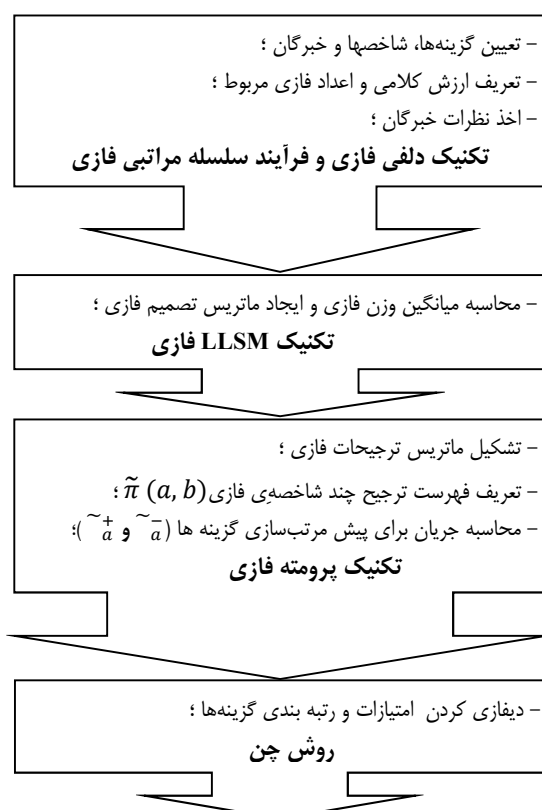 - تعیین گزینه‌ها، شاخصها و خبرگان ؛
- تعریف ارزش کلامی و اعداد فازی مربوط ؛
- اخذ نظرات خبرگان ؛
تکنیک دلفی فازی و فرآیند سلسله مراتبی فازی
- محاسبه میانگین وزن فازی و ایجاد ماتریس تصمیم فازی ؛
تکنیک LLSM فازی
- تشکیل ماتریس ترجیحات فازی ؛
- تعریف فهرست ترجیح چند شاخصه‌ی فازی π̃ (a, b) ؛
- محاسبه جریان برای پیش مرتب‌سازی گزینه ها (~a⁻ و ~a⁺)؛
تکنیک پرومته فازی
- دیفازی کردن امتیازات و رتبه بندی گزینه‌ها ؛
روش چن